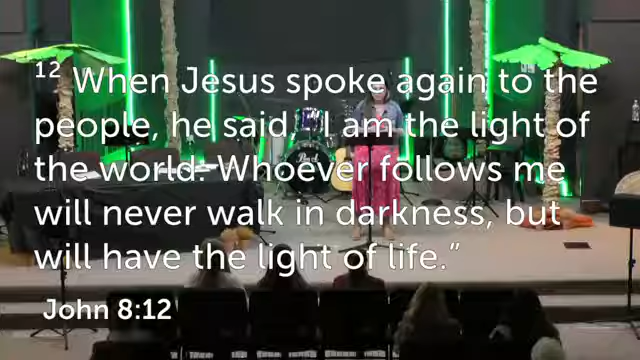 12 When Jesus spoke again to the
people, he said, "I am the light of
the world. Whoever follows me
will never walk in darkness, but
will have the light of life."
John 8:12
Pearl